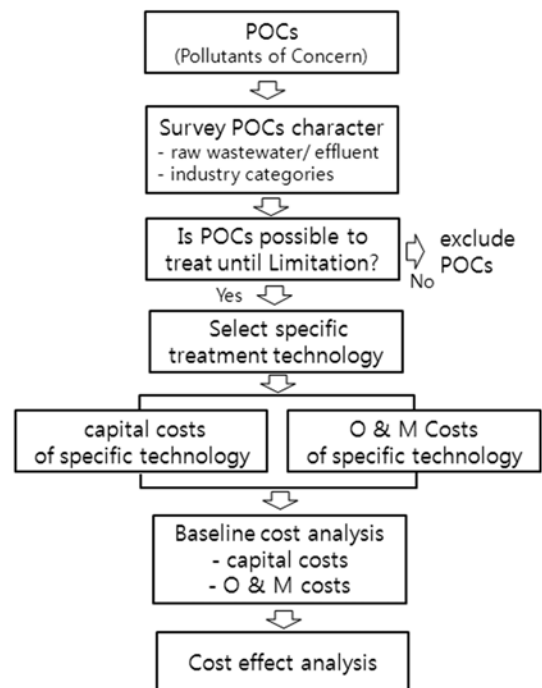 POCs
(Pollutants of Concern)
Survey POCs character
- raw wastewater/ effluent
- industry categories
Is POCs possible to
treat until Limitation?
exclude
POCs
No
Yes
Select specific
treatment technology
capital costs
of specific technology
O & M Costs
of specific technology
Baseline cost analysis
- capital costs
- O & M costs
Cost effect analysis